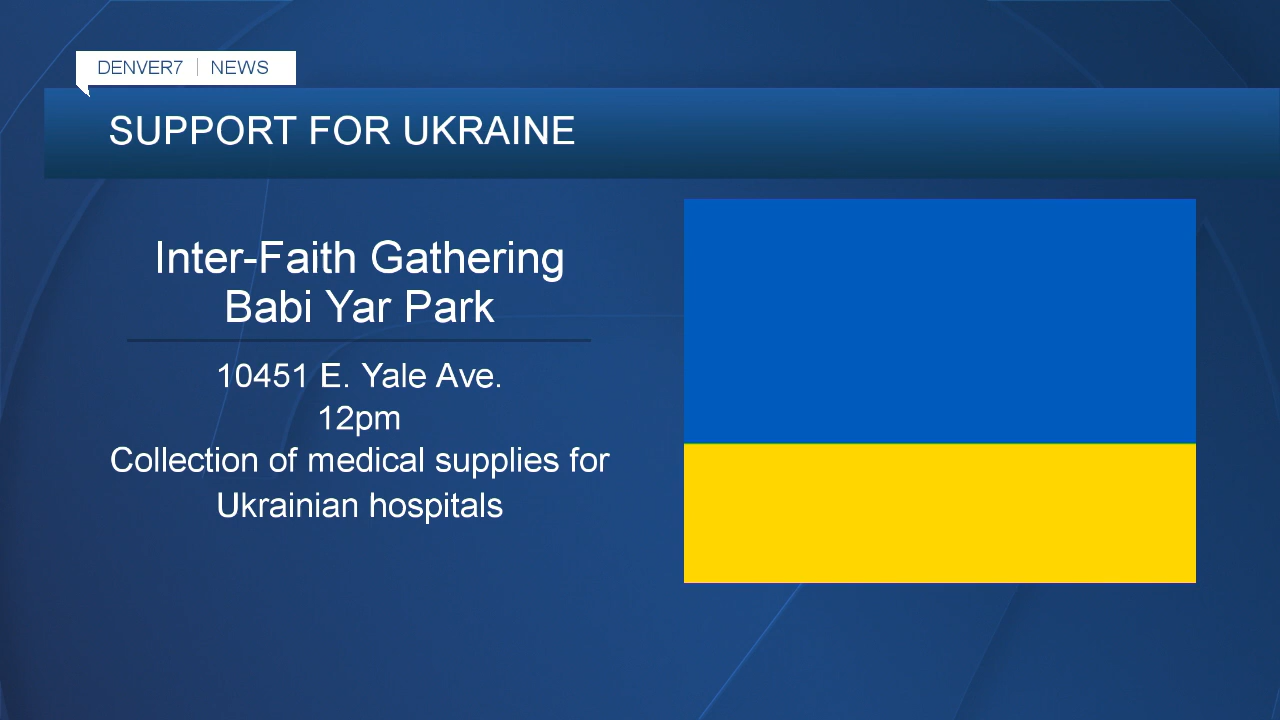 DENVER7 | NEWS
SUPPORT FOR UKRAINE
Inter-Faith Gathering
Babi Yar Park
10451 E. Yale Ave.
12pm
Collection of medical supplies for
Ukrainian hospitals